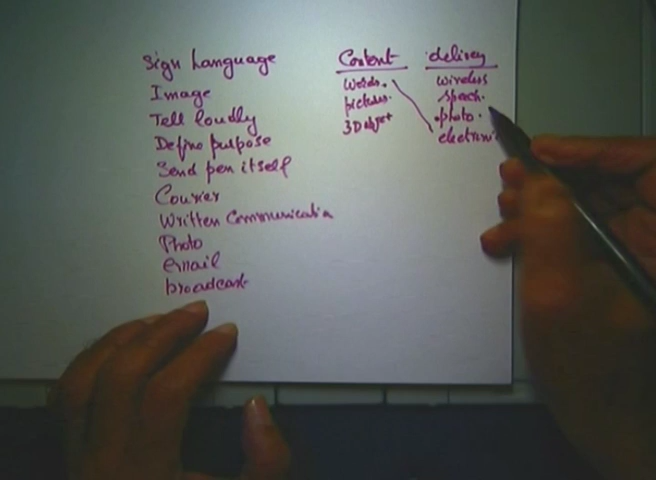 Sign Language
Image
Tell loudly
Define purpose
Send pen itself
Courier
Written Communication
Photo
email
broadcast
Content
words.
pictures.
3D object
delivery
wireless
speech.
photo.
electroni